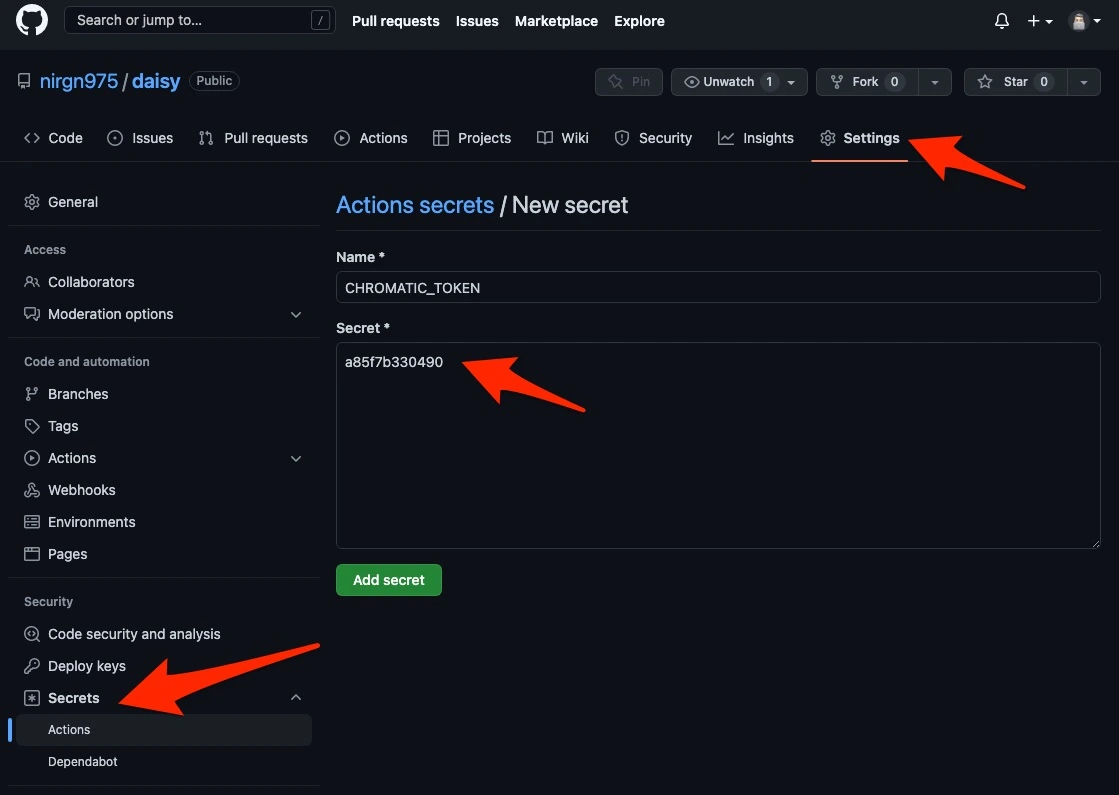 Search or jump to... /
Pull requests Issues Marketplace Explore
nirgn975 / daisy Public
Pin Unwatch 1 Fork 0 Star 0
Code Issues Pull requests Actions Projects Wiki Security Insights Settings
General
Access
Collaborators
Moderation options
Code and automation
Branches
Tags
Actions
Webhooks
Environments
Pages
Security
Code security and analysis
Deploy keys
Secrets
Actions
Dependabot
Actions secrets / New secret
Name *
CHROMATIC_TOKEN
Secret *
a85f7b330490
Add secret